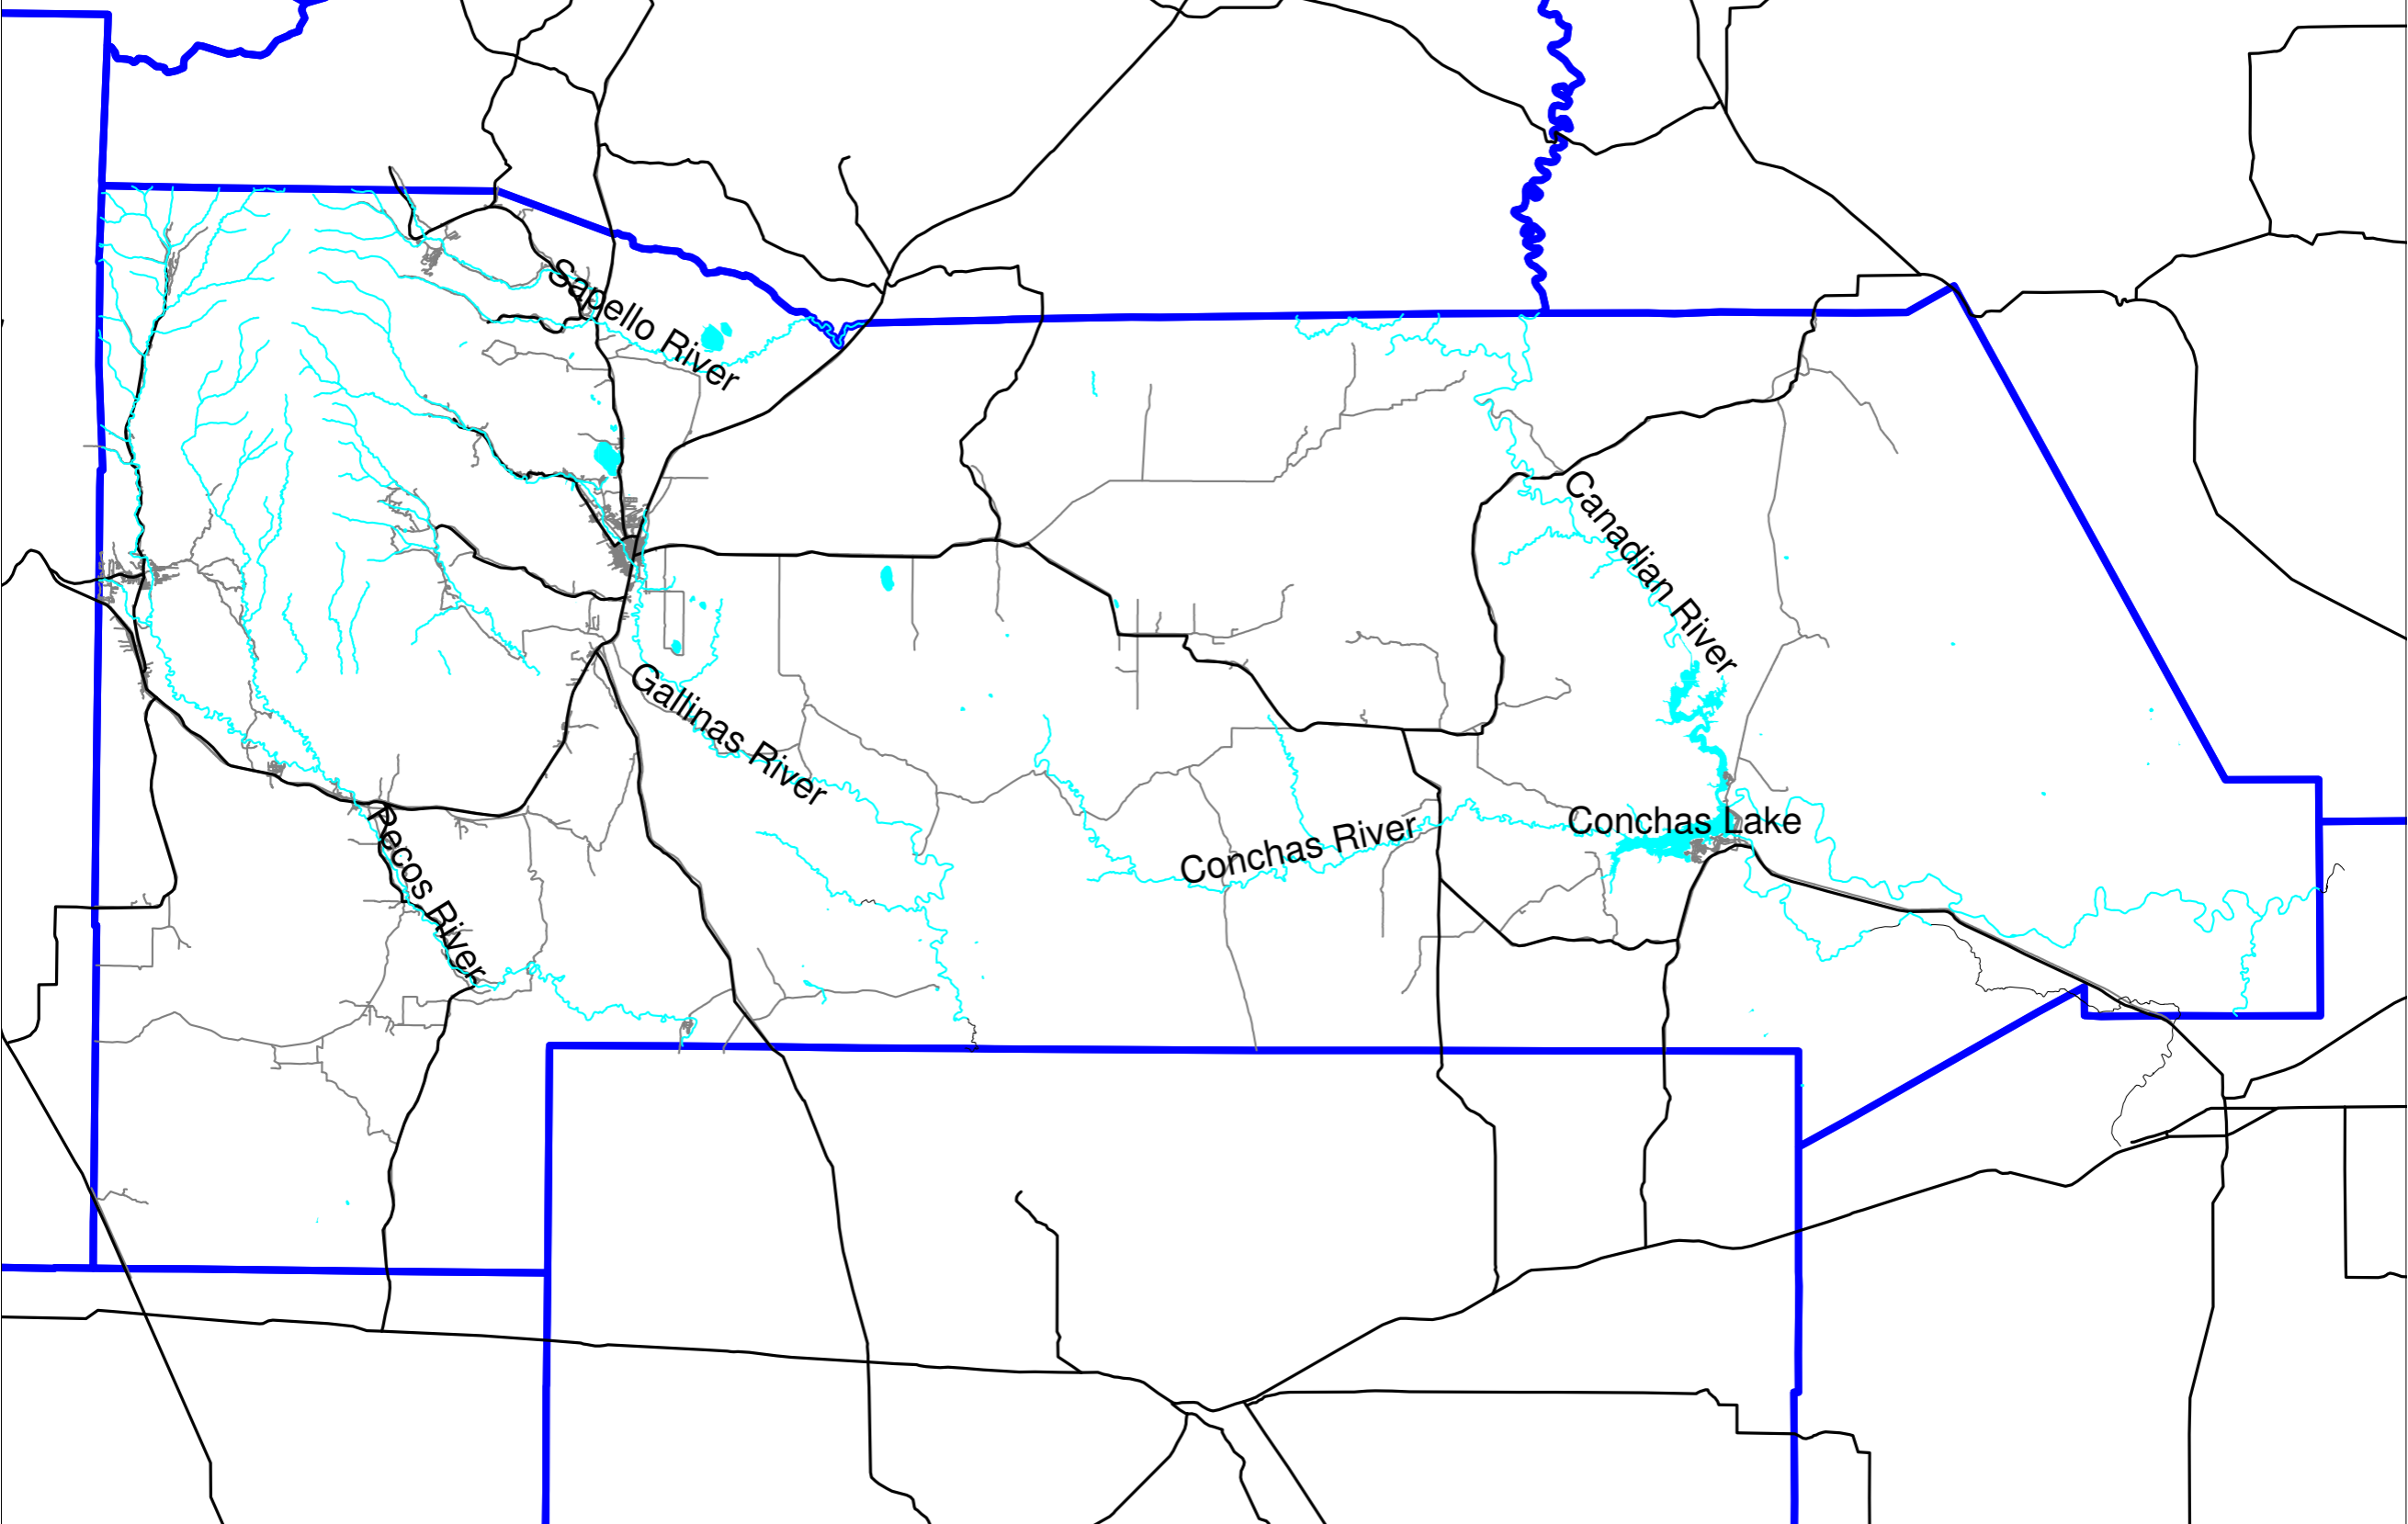 Sapello River
Canadian River
Gallinas River
Conchas Lake
Conchas River
Pecos River